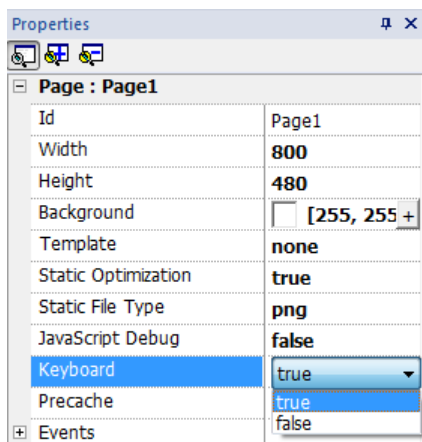 Properties
Page : Page1
Id Page1
Width 800
Height 480
Background [255, 255 +
Template none
Static Optimization true
Static File Type png
JavaScript Debug false
Keyboard true
Precache true
Events false